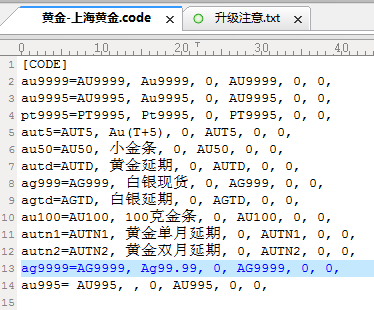 黄金-上海黄金.code × 升级注意.txt ×
0 10 20 30 40
1 [CODE]
2 au9999=AU9999, Au9999, 0, AU9999, 0, 0,
3 au9995=AU9995, Au9995, 0, AU9995, 0, 0,
4 pt9995=PT9995, Pt9995, 0, PT9995, 0, 0,
5 aut5=AUT5, Au(T+5), 0, AUT5, 0, 0,
6 au50=AU50, 小金条, 0, AU50, 0, 0,
7 autd=AUTD, 黄金延期, 0, AUTD, 0, 0,
8 ag999=AG999, 白银现货, 0, AG999, 0, 0,
9 agtd=AGTD, 白银延期, 0, AGTD, 0, 0,
10 au100=AU100, 100克金条, 0, AU100, 0, 0,
11 autn1=AUTN1, 黄金单月延期, 0, AUTN1, 0, 0,
12 autn2=AUTN2, 黄金双月延期, 0, AUTN2, 0, 0,
13 ag9999=AG9999, Ag99.99, 0, AG9999, 0, 0,
14 au995= AU995, , 0, AU995, 0, 0,